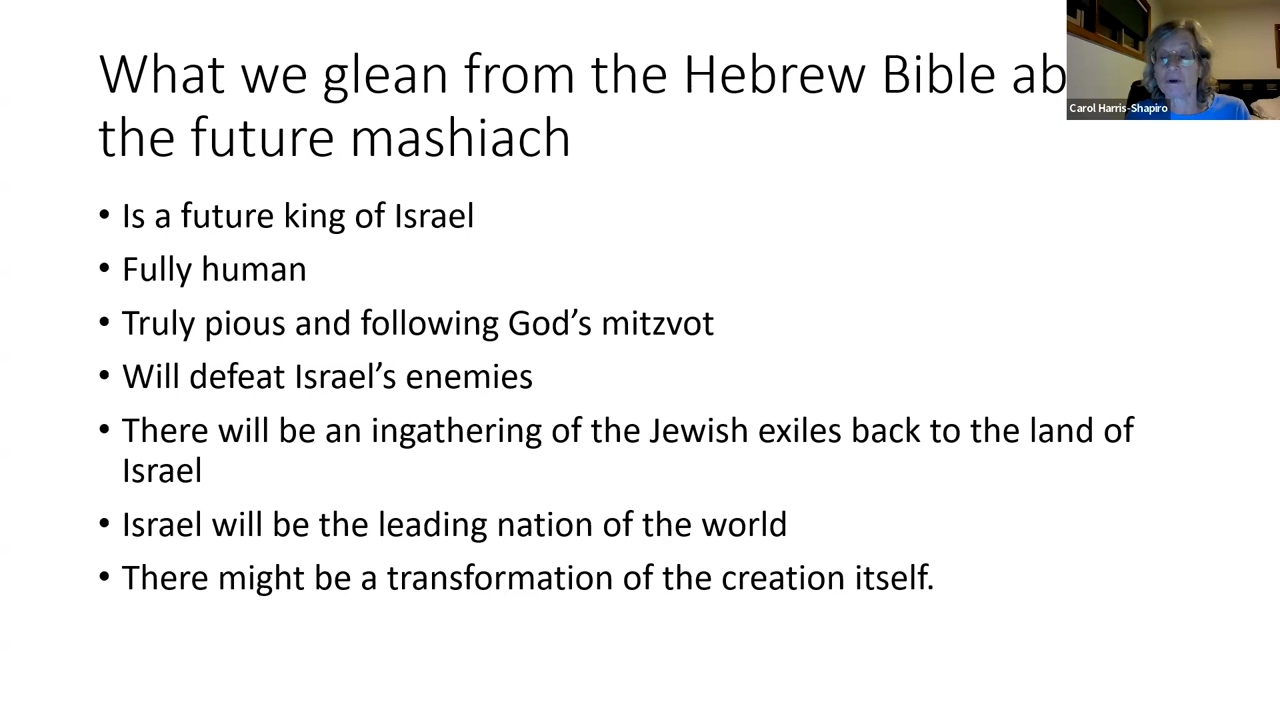 What we glean from the Hebrew Bible ab
the future mashiach
Carol Harris-Shapiro
• Is a future king of Israel
• Fully human
• Truly pious and following God’s mitzvot
• Will defeat Israel’s enemies
• There will be an ingathering of the Jewish exiles back to the land of
Israel
• Israel will be the leading nation of the world
• There might be a transformation of the creation itself.